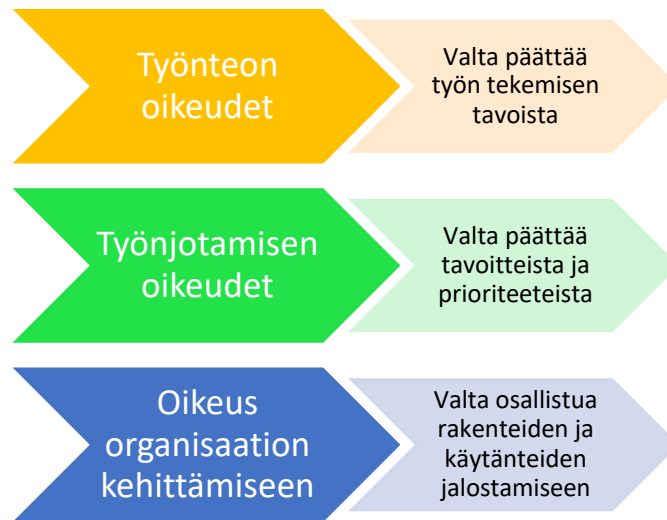 Työnteon
oikeudet
Valta päättää
työn tekemisen
tavoista
Työnjotamisen
oikeudet
Valta päättää
tavoitteista ja
prioriteeteista
Oikeus
organisaation
kehittämiseen
Valta osallistua
rakenteiden ja
käytänteiden
jalostamiseen